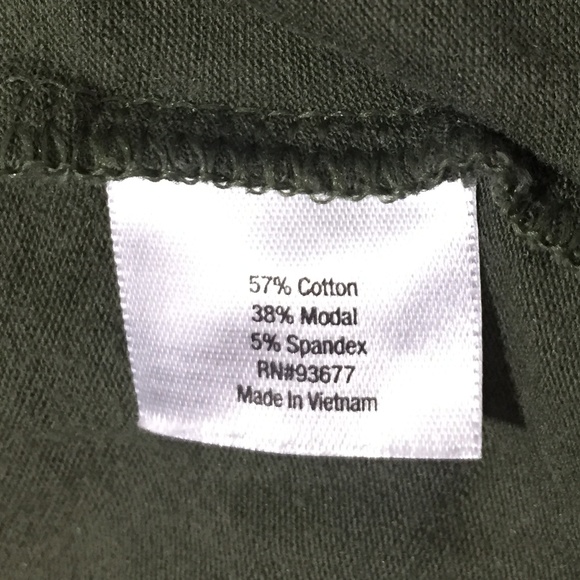 57% Cotton
38% Modal
5% Spandex
RN#93677
Made In Vietnam